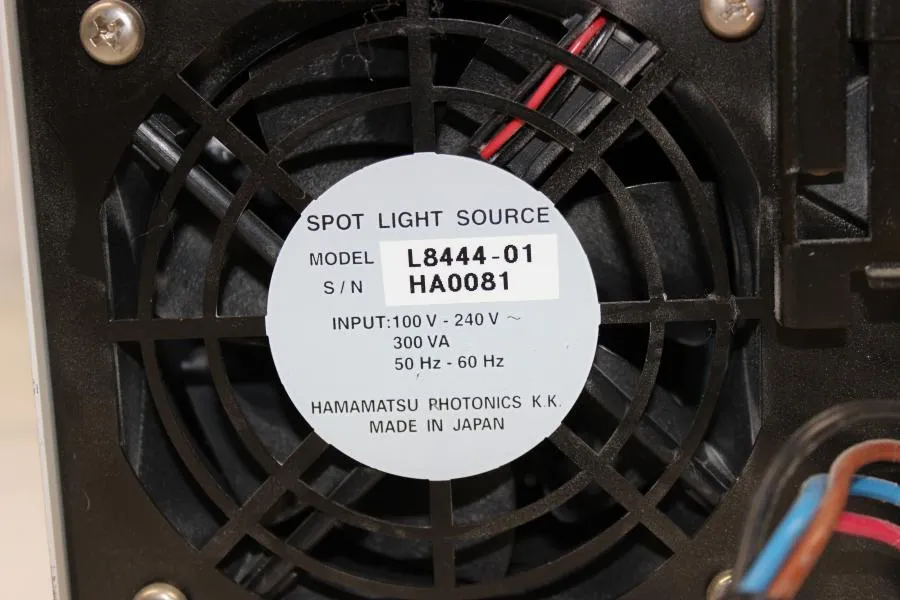 SPOT LIGHT SOURCE
MODEL L8444-01
S/N HA0081
INPUT:100 V - 240 V ~
300 VA
50 Hz - 60 Hz
HAMAMATSU PHOTONICS K.K.
MADE IN JAPAN